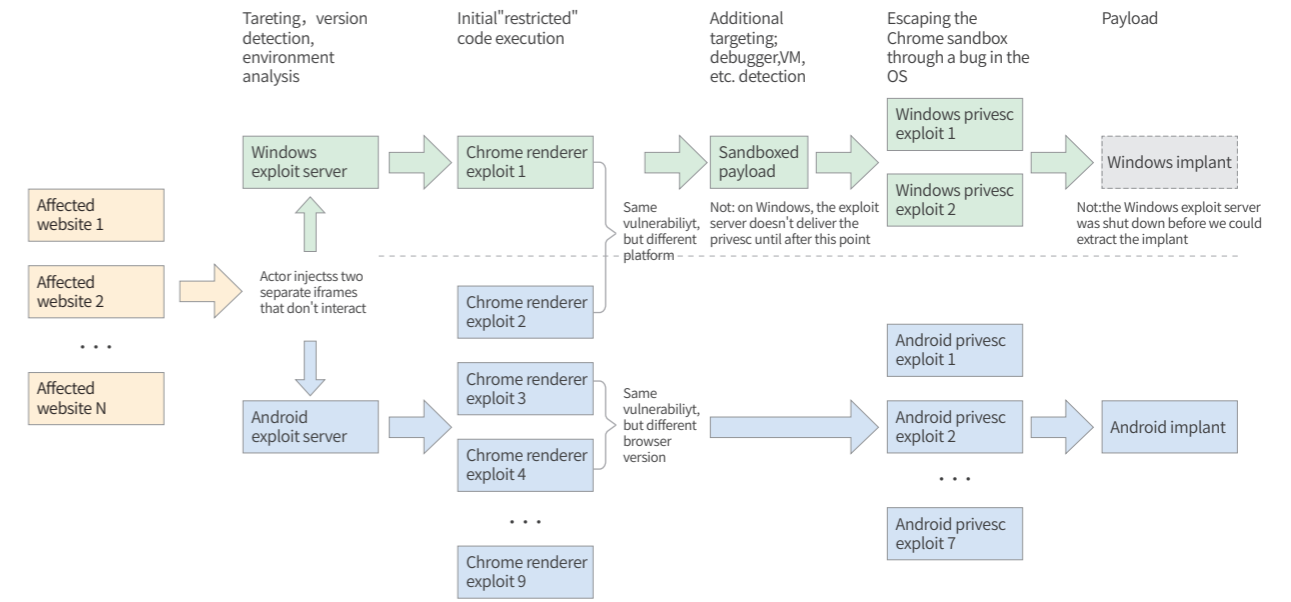 Tareting，version
detection,
environment
analysis
Initial"restricted"
code execution
Additional
targeting;
debugger,VM,
etc. detection
Escaping the
Chrome sandbox
through a bug in the
OS
Payload
Affected
website 1
Affected
website 2
...
Affected
website N
Windows
exploit server
Actor injectss two
separate iframes
that don't interact
Android
exploit server
Chrome renderer
exploit 1
Chrome renderer
exploit 2
Chrome renderer
exploit 3
Chrome renderer
exploit 4
...
Chrome renderer
exploit 9
Same
vulnerabiliyt,
but different
platform
Same
vulnerabiliyt,
but different
browser
version
Sandboxed
payload
Not: on Windows, the exploit
server doesn't deliver the
privesc until after this point
Windows privesc
exploit 1
Windows privesc
exploit 2
Android privesc
exploit 1
Android privesc
exploit 2
...
Android privesc
exploit 7
Windows implant
Not:the Windows exploit server
was shut down before we could
extract the implant
Android implant